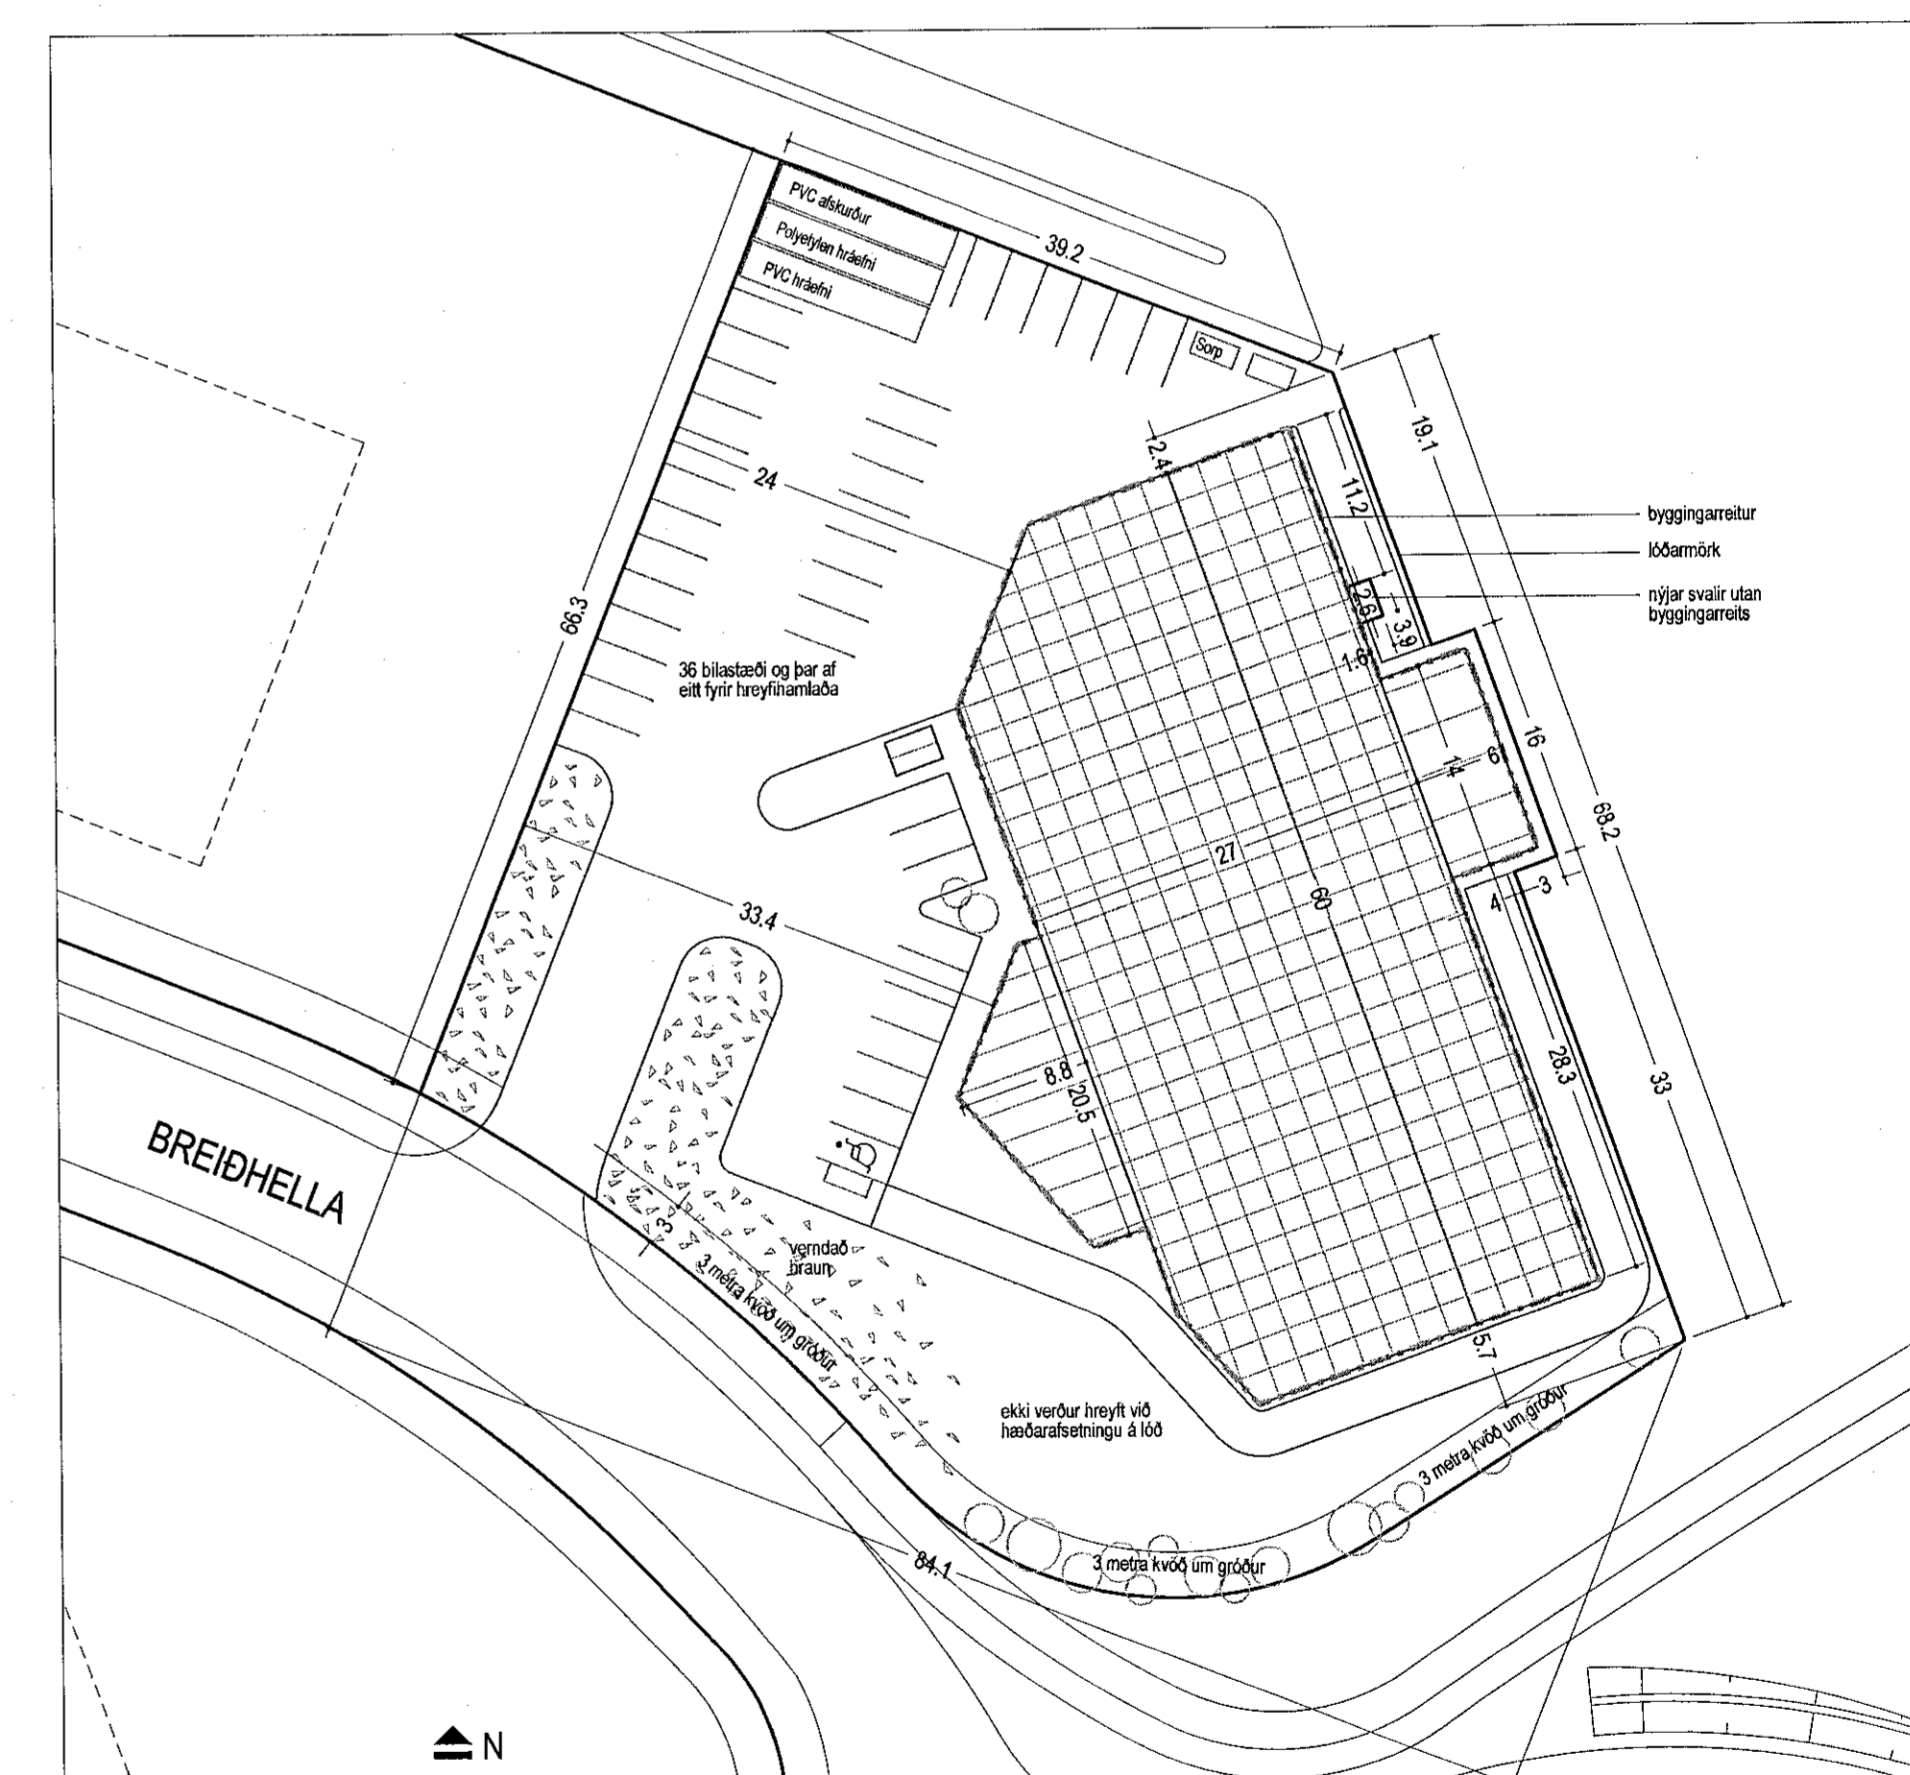 PVC afskurður
Polyetylen hráefni
PVC hráefni
39.2
Sorp
19.1
2.4
24
11.2
byggingarreitur
lóðarmörk
nýjar svalir utan
byggingarreits
2.6
3.9
1.6
66.3
36 bílastæði og þar af
eitt fyrir hreyfihamlaða
16
14
6
68.2
27
60
4
3
33.4
8.8
20.5
28.3
33
BREIÐHELLA
3
verndað
hraun
3 metra kvöð um gróður
5.7
ekki verður hreyft við
hæðarafsetningu á lóð
3 metra kvöð um gróður
3 metra kvöð um gróður
84.1
N